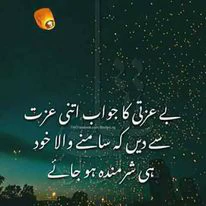 بے عزتی کا جواب اتنی عزت
سے دیں کہ سامنے والا خود
ہی شرمندہ ہو جائے